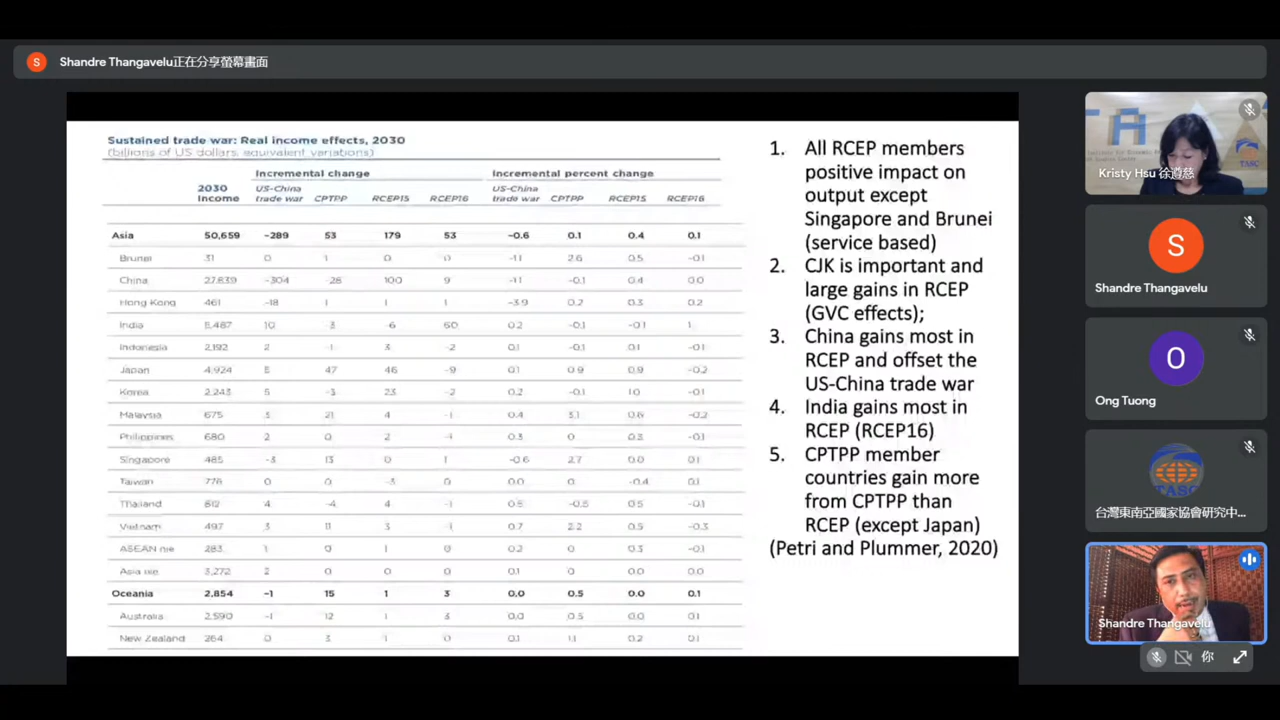 S Shandre Thangavelu正在分享螢幕畫面
Sustained trade war: Real income effects, 2030
(billions of US dollars, equivalent variations)
Incremental change Incremental percent change
2030 Income US-China trade war CPTPP RCEP15 RCEP16 US-China trade war CPTPP RCEP15 RCEP16
Asia 50,659 -289 53 179 53 -0.6 0.1 0.4 0.1
Brunei 31 0 1 0 0 2.6 0.5 -0.1
China 27,839 -304 -28 100 9 -1.1 -0.1 0.4 0.0
Hong Kong 461 -18 1 1 1 -3.9 0.2 0.3 0.2
India 10 60 0.2 -0.1 -0.1 1
Indonesia 2,192 2 -1 3 -2 0.1 -0.1 0.1 -0.1
Japan 4,924 47 46 -9 0.1 0.9 0.9 -0.2
Korea 2,243 5 -3 23 -2 0.2 -0.1 1.0 -0.1
Malaysia 675 3 21 4 -1 0.4 3.1 -0.2
Philippines 680 2 0 2 -1 0.3 0 0.3 -0.1
Singapore 485 -3 13 0 1 -0.6 2.7 0.0 0.1
Taiwan 776 0 0 -3 0 0.0 0 -0.4 0.1
Thailand 812 4 -4 4 -1 0.5 -0.5 0.5 -0.1
Vietnam 497 3 11 3 -1 0.7 2.2 0.5 -0.3
ASEAN nie 283 1 0 1 0 0.2 0 0.3 -0.1
Asia nie 3,272 2 0 0 0 0.1 0 0.0 0.0
Oceania 2,854 -1 15 1 3 0.0 0.5 0.0 0.1
Australia 2,590 -1 12 1 3 0.0 0.5 0.0 0.1
New Zealand 264 0 3 1 0 0.1 1.1 0.2 0.1
1. All RCEP members
positive impact on
output except
Singapore and Brunei
(service based)
2. CJK is important and
large gains in RCEP
(GVC effects);
3. China gains most in
RCEP and offset the
US-China trade war
4. India gains most in
RCEP (RCEP16)
5. CPTPP member
countries gain more
from CPTPP than
RCEP (except Japan)
(Petri and Plummer, 2020)
Kristy Hsu 徐遵慈
S
Shandre Thangavelu
O
Ong Tuong
TASC
台灣東南亞國家協會研究中...
Shandre Thangavelu
你